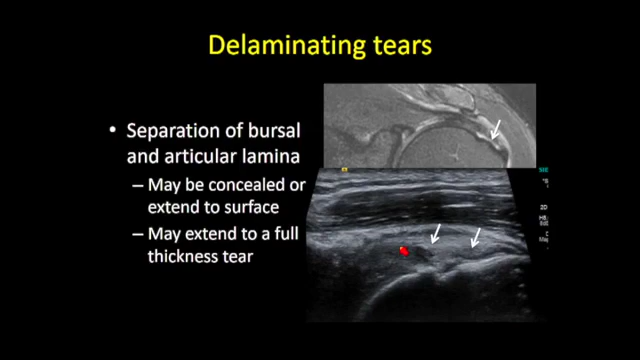 Delaminating tears
• Separation of bursal
and articular lamina
– May be concealed or
extend to surface
– May extend to a full
thickness tear
2D